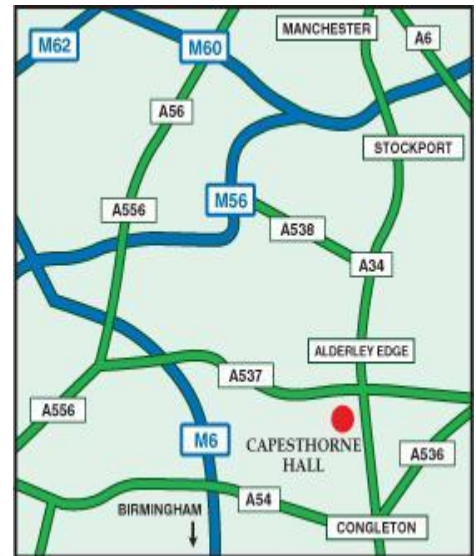 MANCHESTER
M62
M60
A6
A56
STOCKPORT
M56
A556
A538
A34
ALDERLEY EDGE
A537
A556
M6
CAPESTHORNE
HALL
A536
A54
BIRMINGHAM
CONGLETON